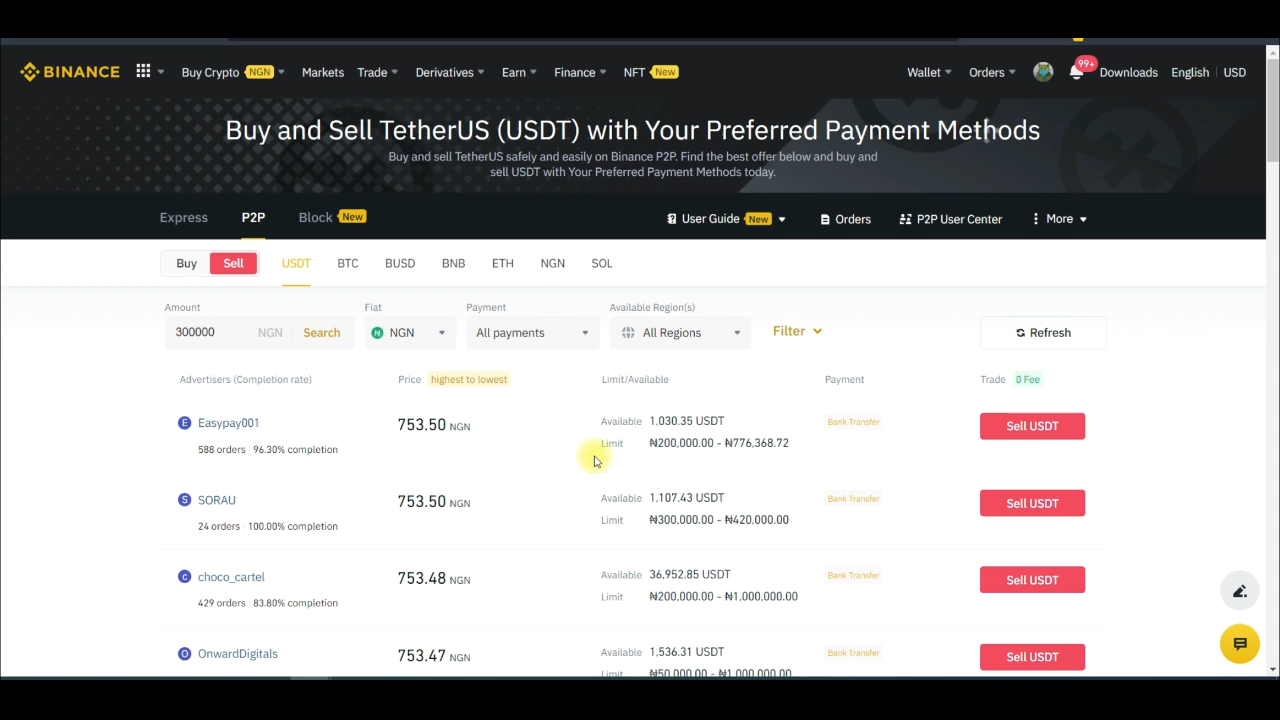 BINANCE Buy Crypto NGN Markets Trade Derivatives Earn Finance NFT New Wallet Orders 99+ Downloads English USD
Buy and Sell TetherUS (USDT) with Your Preferred Payment Methods
Buy and sell TetherUS safely and easily on Binance P2P. Find the best offer below and buy and
sell USDT with Your Preferred Payment Methods today.
Express P2P Block New User Guide New Orders P2P User Center More
Buy Sell USDT BTC BUSD BNB ETH NGN SOL
Amount Fiat Payment Available Region(s)
300000 NGN Search N NGN All payments All Regions Filter Refresh
Advertisers (Completion rate) Price highest to lowest Limit/Available Payment Trade 0 Fee
E Easypay001 753.50 NGN Available 1,030.35 USDT Bank Transfer Sell USDT
588 orders 96.30% completion Limit ₦200,000.00 - ₦776,368.72
S SORAU 753.50 NGN Available 1,107.43 USDT Bank Transfer Sell USDT
24 orders 100.00% completion Limit ₦300,000.00 - ₦420,000.00
C choco_cartel 753.48 NGN Available 36,952.85 USDT Bank Transfer Sell USDT
429 orders 83.80% completion Limit ₦200,000.00 - ₦1,000,000.00
O OnwardDigitals 753.47 NGN Available 1,536.31 USDT Bank Transfer Sell USDT
Limit ₦50,000.00 - ₦1,000,000.00